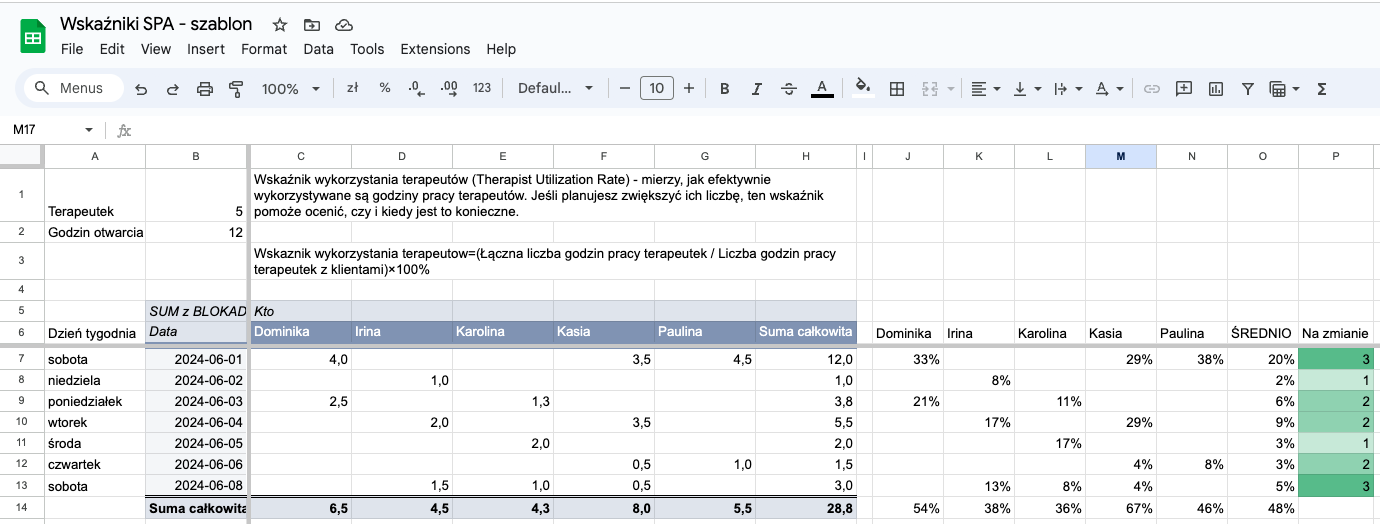 Wskaźniki SPA - szablon
File Edit View Insert Format Data Tools Extensions Help
Menus 100% zł % .0 .00 123 Defaul... 10 B I A
M17 fx
A B C D E F G H I J K L M N O P
1 Terapeutek 5 Wskaźnik wykorzystania terapeutów (Therapist Utilization Rate) - mierzy, jak efektywnie
wykorzystywane są godziny pracy terapeutów. Jeśli planujesz zwiększyć ich liczbę, ten wskaźnik
pomoże ocenić, czy i kiedy jest to konieczne.
2 Godzin otwarcia 12
3 Wskaznik wykorzystania terapeutow=(Łączna liczba godzin pracy terapeutek / Liczba godzin pracy
terapeutek z klientami)×100%
4
5 SUM z BLOKAD Kto
6 Dzień tygodnia Data Dominika Irina Karolina Kasia Paulina Suma całkowita Dominika Irina Karolina Kasia Paulina ŚREDNIO Na zmianie
7 sobota 2024-06-01 4,0 3,5 4,5 12,0 33% 29% 38% 20% 3
8 niedziela 2024-06-02 1,0 1,0 8% 2% 1
9 poniedziałek 2024-06-03 2,5 1,3 3,8 21% 11% 6% 2
10 wtorek 2024-06-04 2,0 3,5 5,5 17% 29% 9% 2
11 środa 2024-06-05 2,0 2,0 17% 3% 1
12 czwartek 2024-06-06 0,5 1,0 1,5 4% 8% 3% 2
13 sobota 2024-06-08 1,5 1,0 0,5 3,0 13% 8% 4% 5% 3
14 Suma całkowita 6,5 4,5 4,3 8,0 5,5 28,8 54% 38% 36% 67% 46% 48%